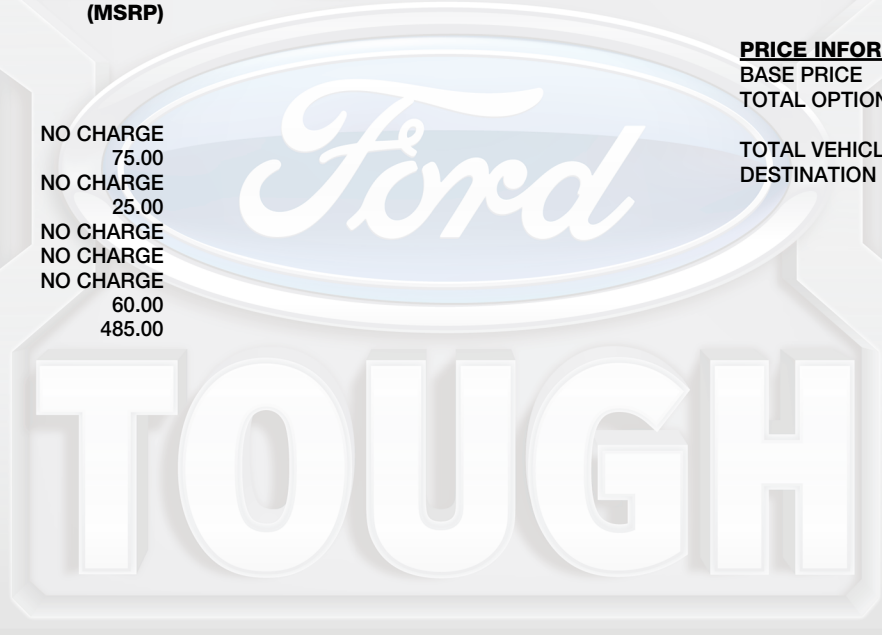 (MSRP)
NO CHARGE
75.00
NO CHARGE
25.00
NO CHARGE
NO CHARGE
NO CHARGE
60.00
485.00
PRICE INFOR
BASE PRICE
TOTAL OPTION
TOTAL VEHICL
DESTINATION
Ford
TOUGH